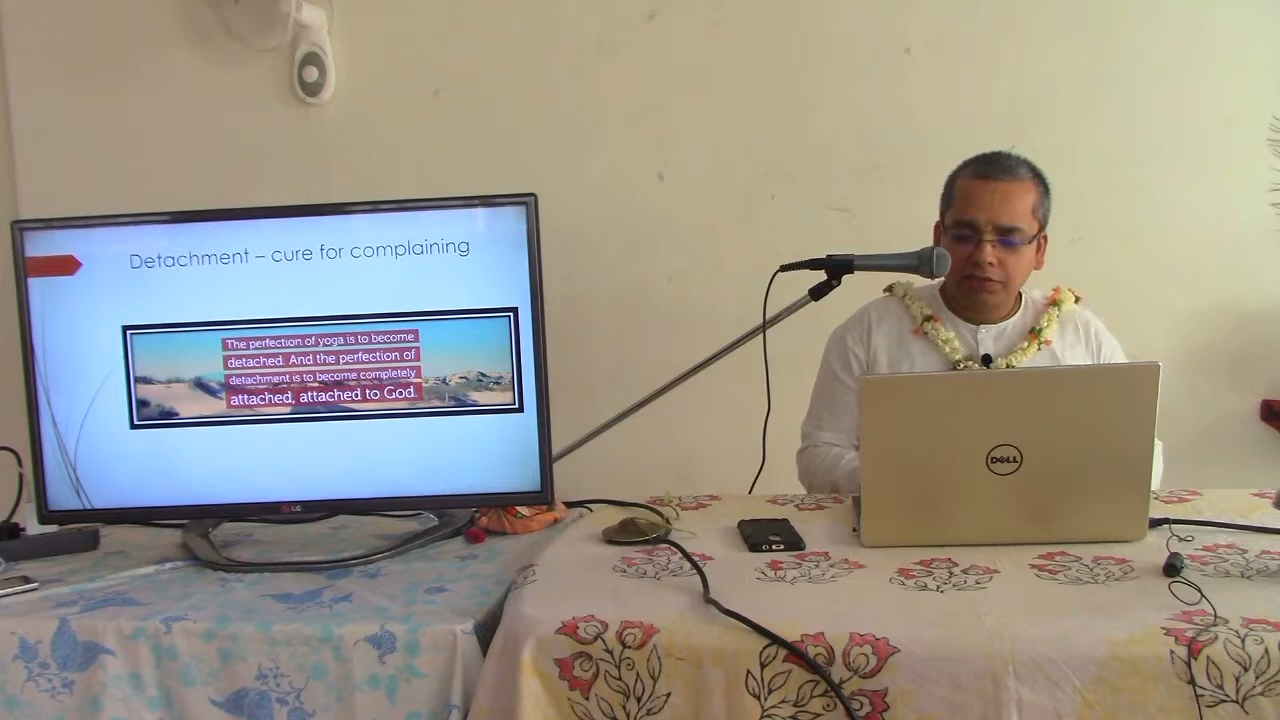 Detachment – cure for complaining
The perfection of yoga is to become
detached. And the perfection of
detachment is to become completely
attached, attached to God.
LG
DELL